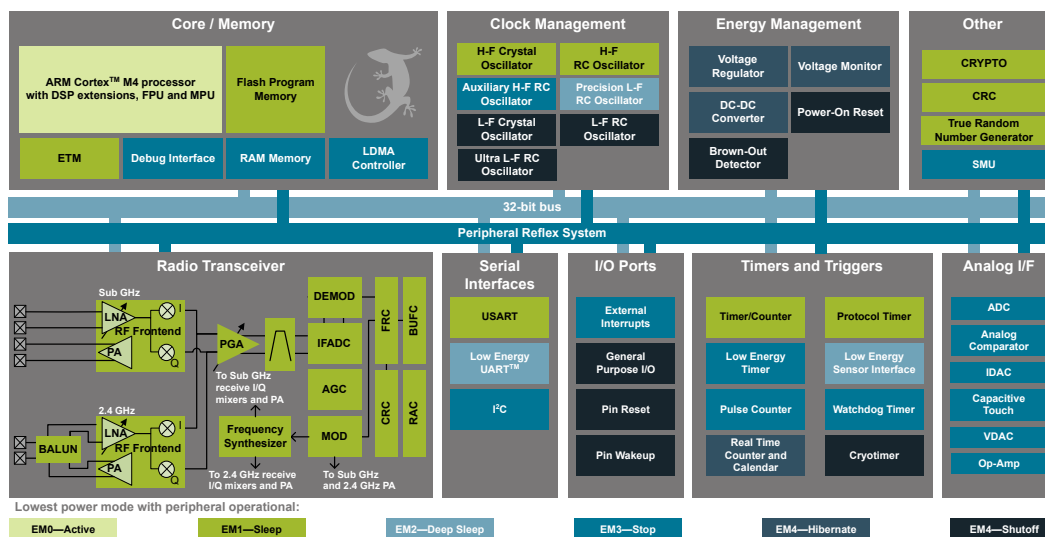 Core / Memory
ARM Cortex™ M4 processor
with DSP extensions, FPU and MPU
Flash Program
Memory
ETM
Debug Interface
RAM Memory
LDMA
Controller
Clock Management
H-F Crystal
Oscillator
H-F
RC Oscillator
Auxiliary H-F RC
Oscillator
Precision L-F
RC Oscillator
L-F Crystal
Oscillator
L-F RC
Oscillator
Ultra L-F RC
Oscillator
Energy Management
Voltage
Regulator
Voltage Monitor
DC-DC
Converter
Power-On Reset
Brown-Out
Detector
Other
CRYPTO
CRC
True Random
Number Generator
SMU
32-bit bus
Peripheral Reflex System
Radio Transceiver
Sub GHz
LNA
I
RF Frontend
PA
Q
PGA
DEMOD
IFADC
AGC
MOD
FRC
BUFC
CRC
RAC
To Sub GHz
receive I/Q
mixers and PA
Frequency
Synthesizer
2.4 GHz
LNA
I
BALUN
RF Frontend
PA
Q
To 2.4 GHz receive
I/Q mixers and PA
To Sub GHz
and 2.4 GHz PA
Serial
Interfaces
USART
Low Energy
UART™
I²C
I/O Ports
External
Interrupts
General
Purpose I/O
Pin Reset
Pin Wakeup
Timers and Triggers
Timer/Counter
Protocol Timer
Low Energy
Timer
Low Energy
Sensor Interface
Pulse Counter
Watchdog Timer
Real Time
Counter and
Calendar
Cryotimer
Analog I/F
ADC
Analog
Comparator
IDAC
Capacitive
Touch
VDAC
Op-Amp
Lowest power mode with peripheral operational:
EM0—Active
EM1—Sleep
EM2—Deep Sleep
EM3—Stop
EM4—Hibernate
EM4—Shutoff